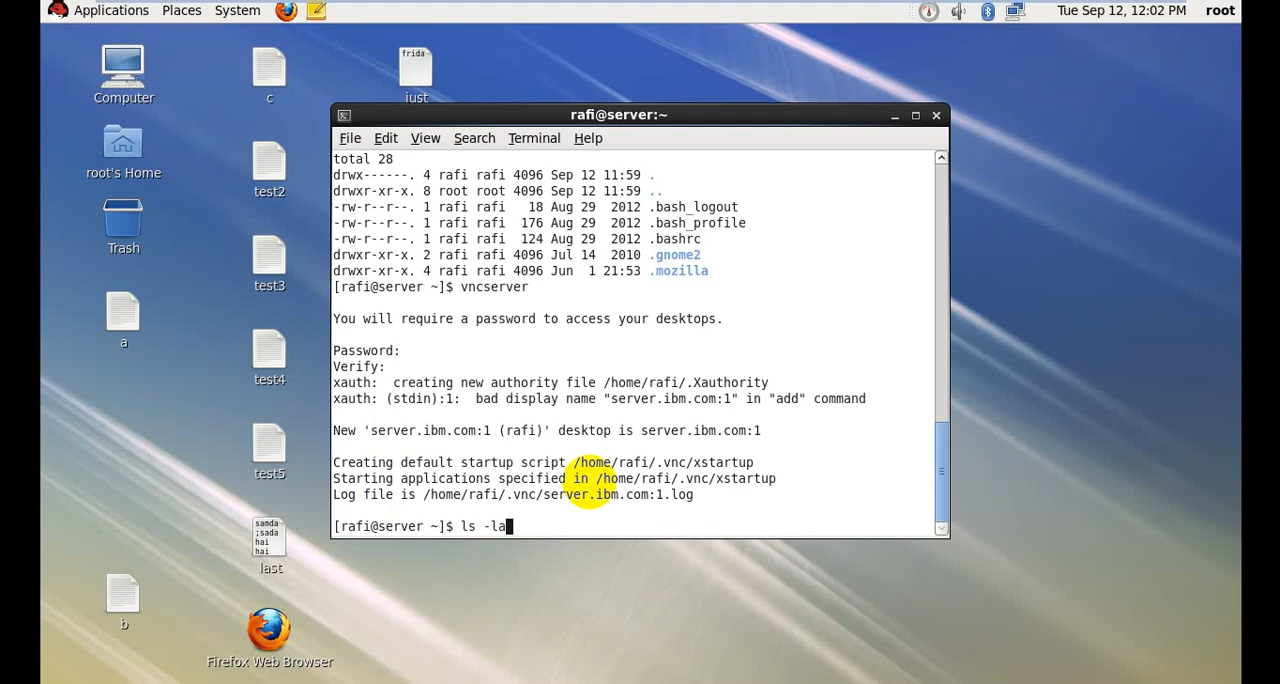 Applications Places System
Tue Sep 12, 12:02 PM root
Computer
c
frida
iust
root's Home
test2
Trash
test3
a
test4
test5
samda
;sada
hai
hai
last
b
Firefox Web Browser
rafi@server:~
File Edit View Search Terminal Help
total 28
drwx------. 4 rafi rafi 4096 Sep 12 11:59 .
drwxr-xr-x. 8 root root 4096 Sep 12 11:59 ..
-rw-r--r--. 1 rafi rafi   18 Aug 29  2012 .bash_logout
-rw-r--r--. 1 rafi rafi  176 Aug 29  2012 .bash_profile
-rw-r--r--. 1 rafi rafi  124 Aug 29  2012 .bashrc
drwxr-xr-x. 2 rafi rafi 4096 Jul 14  2010 .gnome2
drwxr-xr-x. 4 rafi rafi 4096 Jun  1 21:53 .mozilla
[rafi@server ~]$ vncserver
You will require a password to access your desktops.
Password:
Verify:
xauth:  creating new authority file /home/rafi/.Xauthority
xauth: (stdin):1:  bad display name "server.ibm.com:1" in "add" command
New 'server.ibm.com:1 (rafi)' desktop is server.ibm.com:1
Creating default startup script /home/rafi/.vnc/xstartup
Starting applications specified in /home/rafi/.vnc/xstartup
Log file is /home/rafi/.vnc/server.ibm.com:1.log
[rafi@server ~]$ ls -la